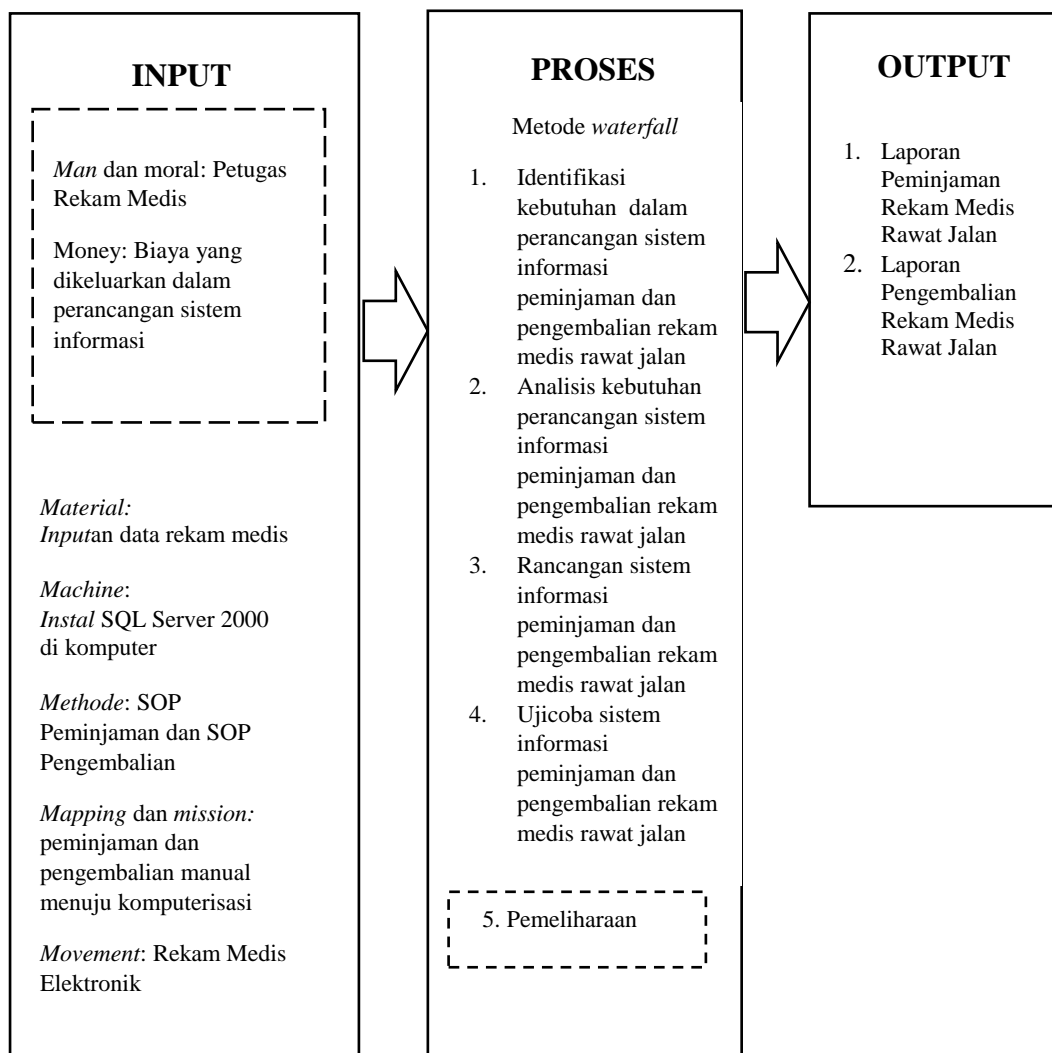 INPUT
Man dan moral: Petugas
Rekam Medis
Money: Biaya yang
dikeluarkan dalam
perancangan sistem
informasi
Material:
Inputan data rekam medis
Machine:
Instal SQL Server 2000
di komputer
Methode: SOP
Peminjaman dan SOP
Pengembalian
Mapping dan mission:
peminjaman dan
pengembalian manual
menuju komputerisasi
Movement: Rekam Medis
Elektronik
PROSES
Metode waterfall
1. Identifikasi
kebutuhan dalam
perancangan sistem
informasi
peminjaman dan
pengembalian rekam
medis rawat jalan
2. Analisis kebutuhan
perancangan sistem
informasi
peminjaman dan
pengembalian rekam
medis rawat jalan
3. Rancangan sistem
informasi
peminjaman dan
pengembalian rekam
medis rawat jalan
4. Ujicoba sistem
informasi
peminjaman dan
pengembalian rekam
medis rawat jalan
5. Pemeliharaan
OUTPUT
1. Laporan
Peminjaman
Rekam Medis
Rawat Jalan
2. Laporan
Pengembalian
Rekam Medis
Rawat Jalan